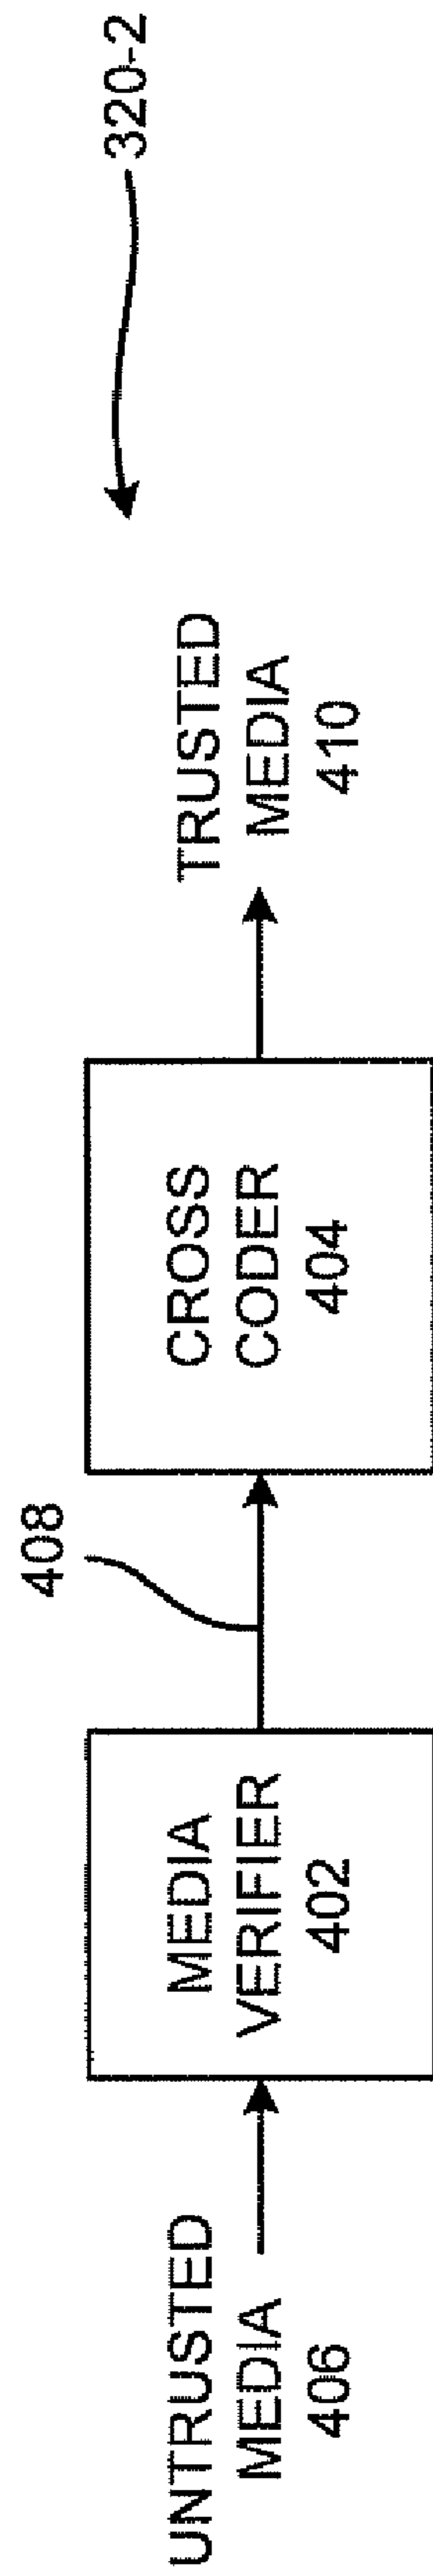 320-2
408
UNTRUSTED
MEDIA
406
MEDIA
VERIFIER
402
CROSS
CODER
404
TRUSTED
MEDIA
410